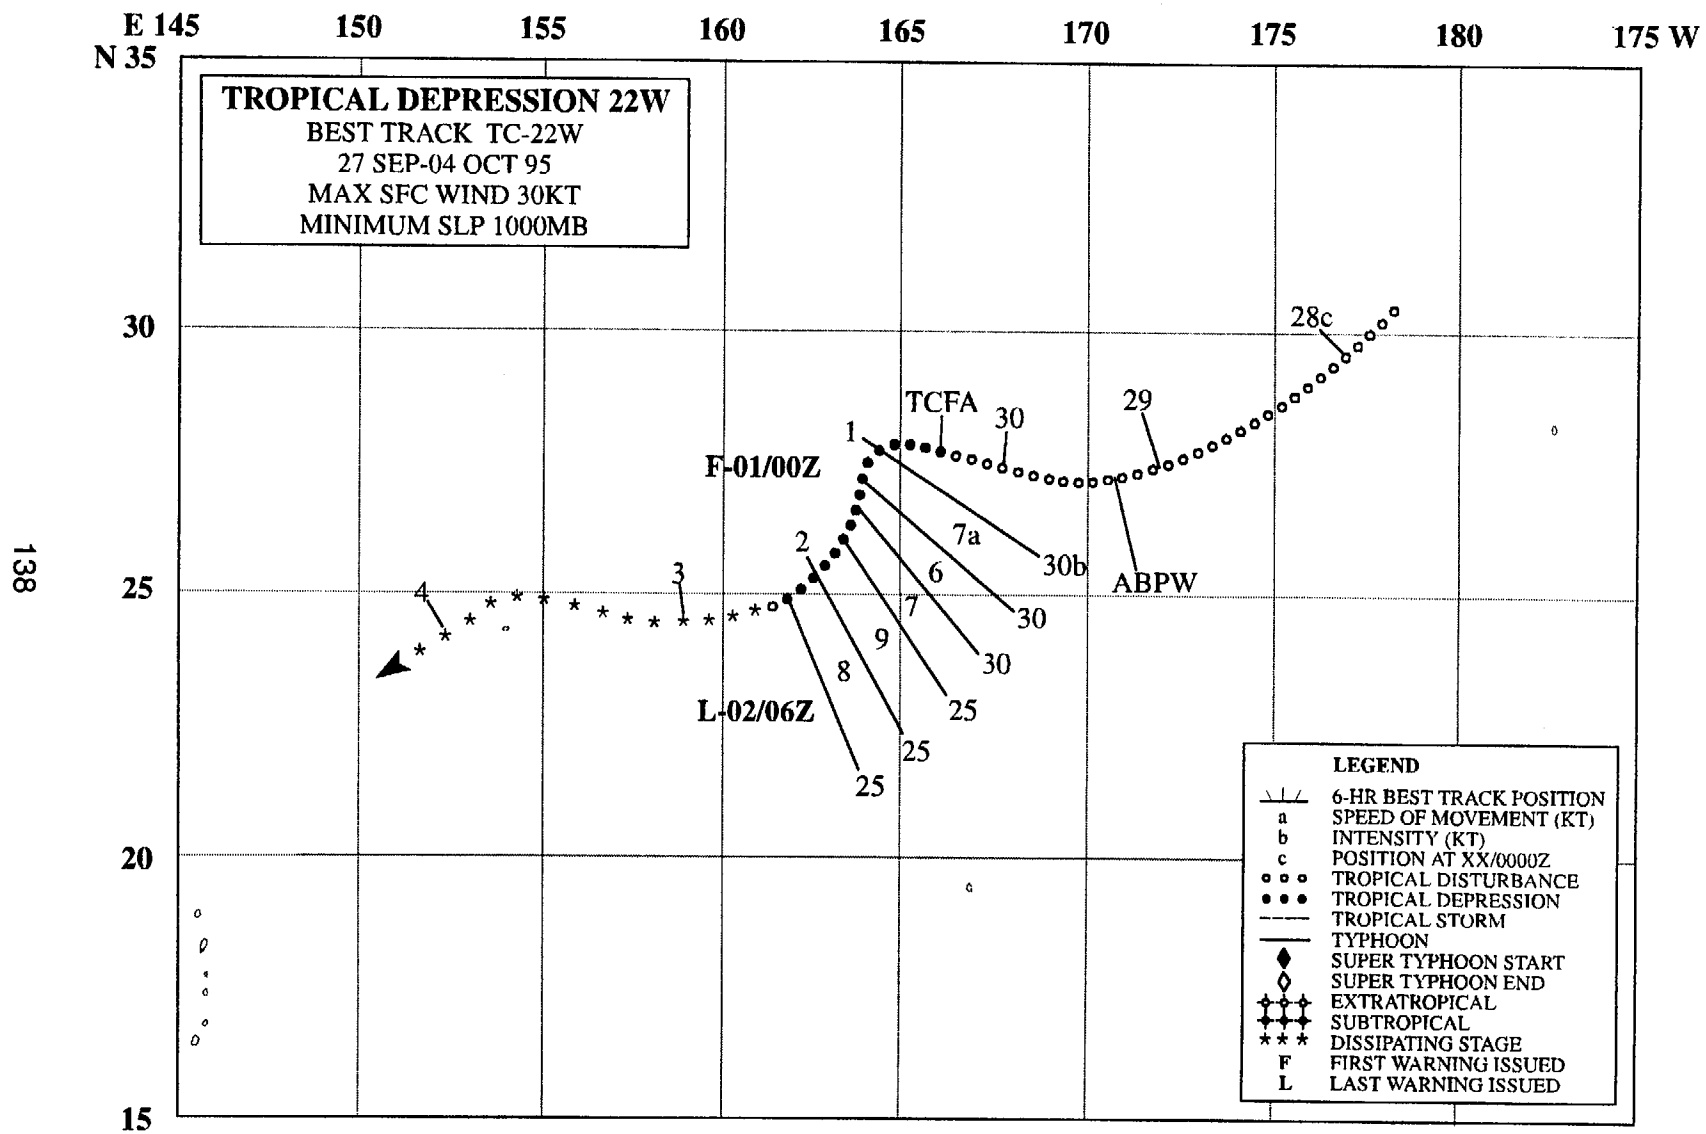 E 145 150 155 160 165 170 175 180 175 W
N 35
TROPICAL DEPRESSION 22W
BEST TRACK TC-22W
27 SEP-04 OCT 95
MAX SFC WIND 30KT
MINIMUM SLP 1000MB
30
28c
29
TCFA
30
1
F-01/00Z
7a
30b
ABPW
2
6
3
4
25
7
30
9
30
8
25
L-02/06Z
25
25
138
20
15
LEGEND
6-HR BEST TRACK POSITION
a SPEED OF MOVEMENT (KT)
b INTENSITY (KT)
c POSITION AT XX/0000Z
TROPICAL DISTURBANCE
TROPICAL DEPRESSION
TROPICAL STORM
TYPHOON
SUPER TYPHOON START
SUPER TYPHOON END
EXTRATROPICAL
SUBTROPICAL
*** DISSIPATING STAGE
F FIRST WARNING ISSUED
L LAST WARNING ISSUED